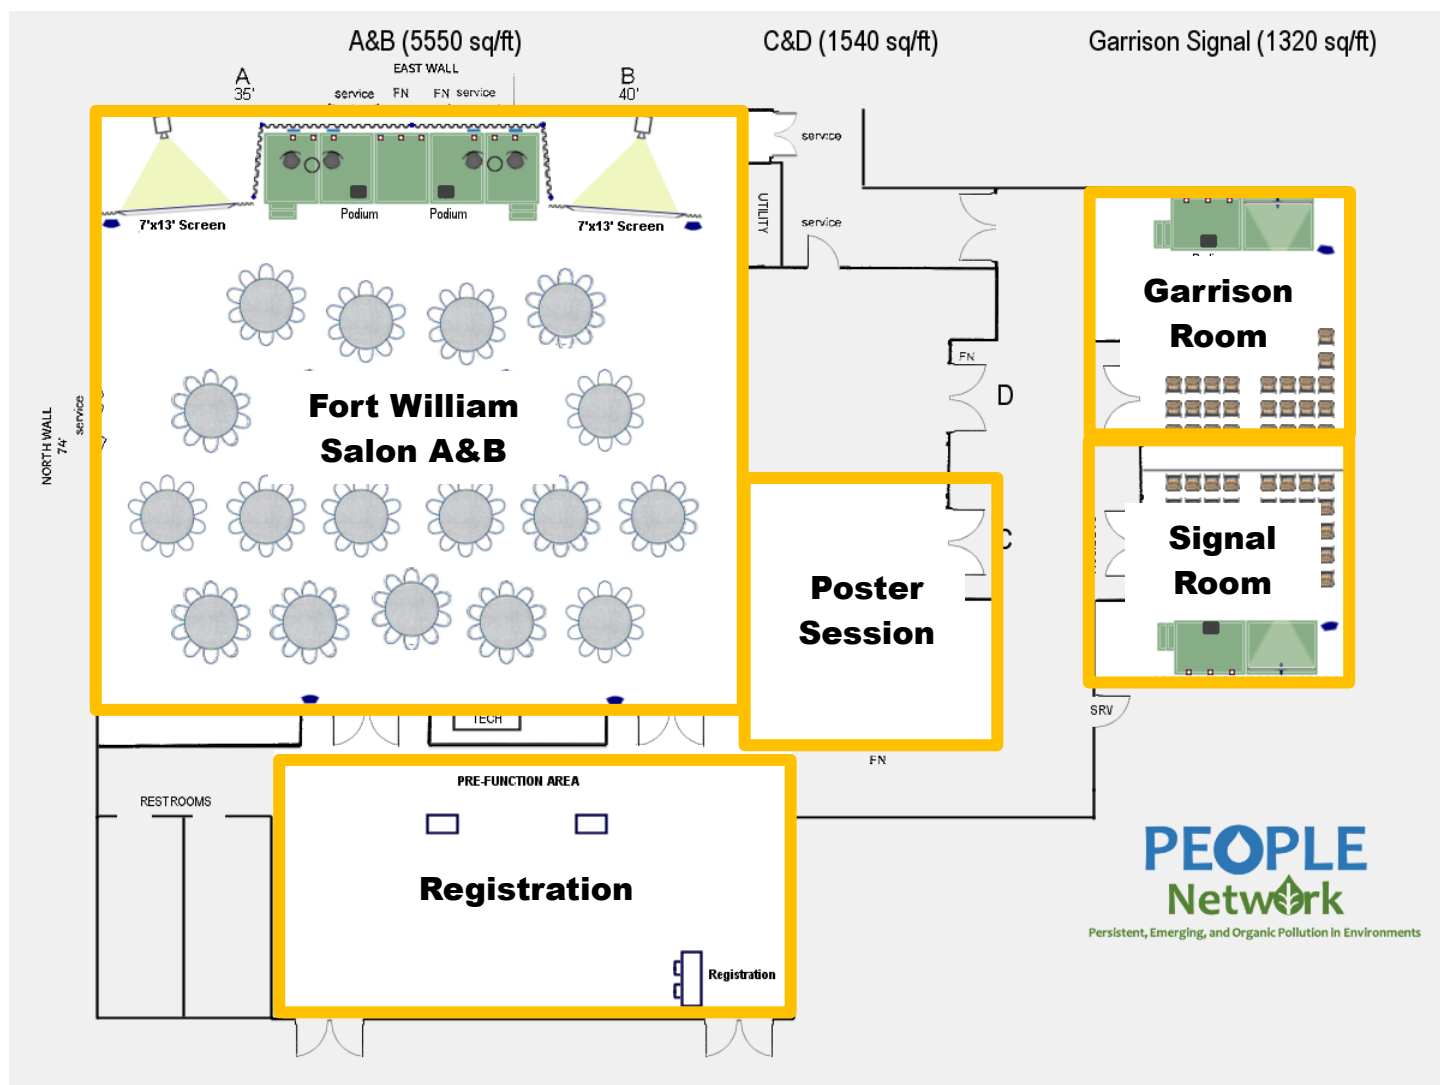 A&B (5550 sq/ft)
C&D (1540 sq/ft)
Garrison Signal (1320 sq/ft)
EAST WALL
A
35'
B
40'
service FN FN service
service
UTILITY
service
Podium
Podium
7'x13' Screen
7'x13' Screen
Garrison
Room
FN
D
Fort William
Salon A&B
NORTH WALL
74'
service
C
Signal
Room
Poster
Session
SRV
TECH
FN
PRE-FUNCTION AREA
RESTROOMS
Registration
Registration
PEOPLE
Network
Persistent, Emerging, and Organic Pollution in Environments